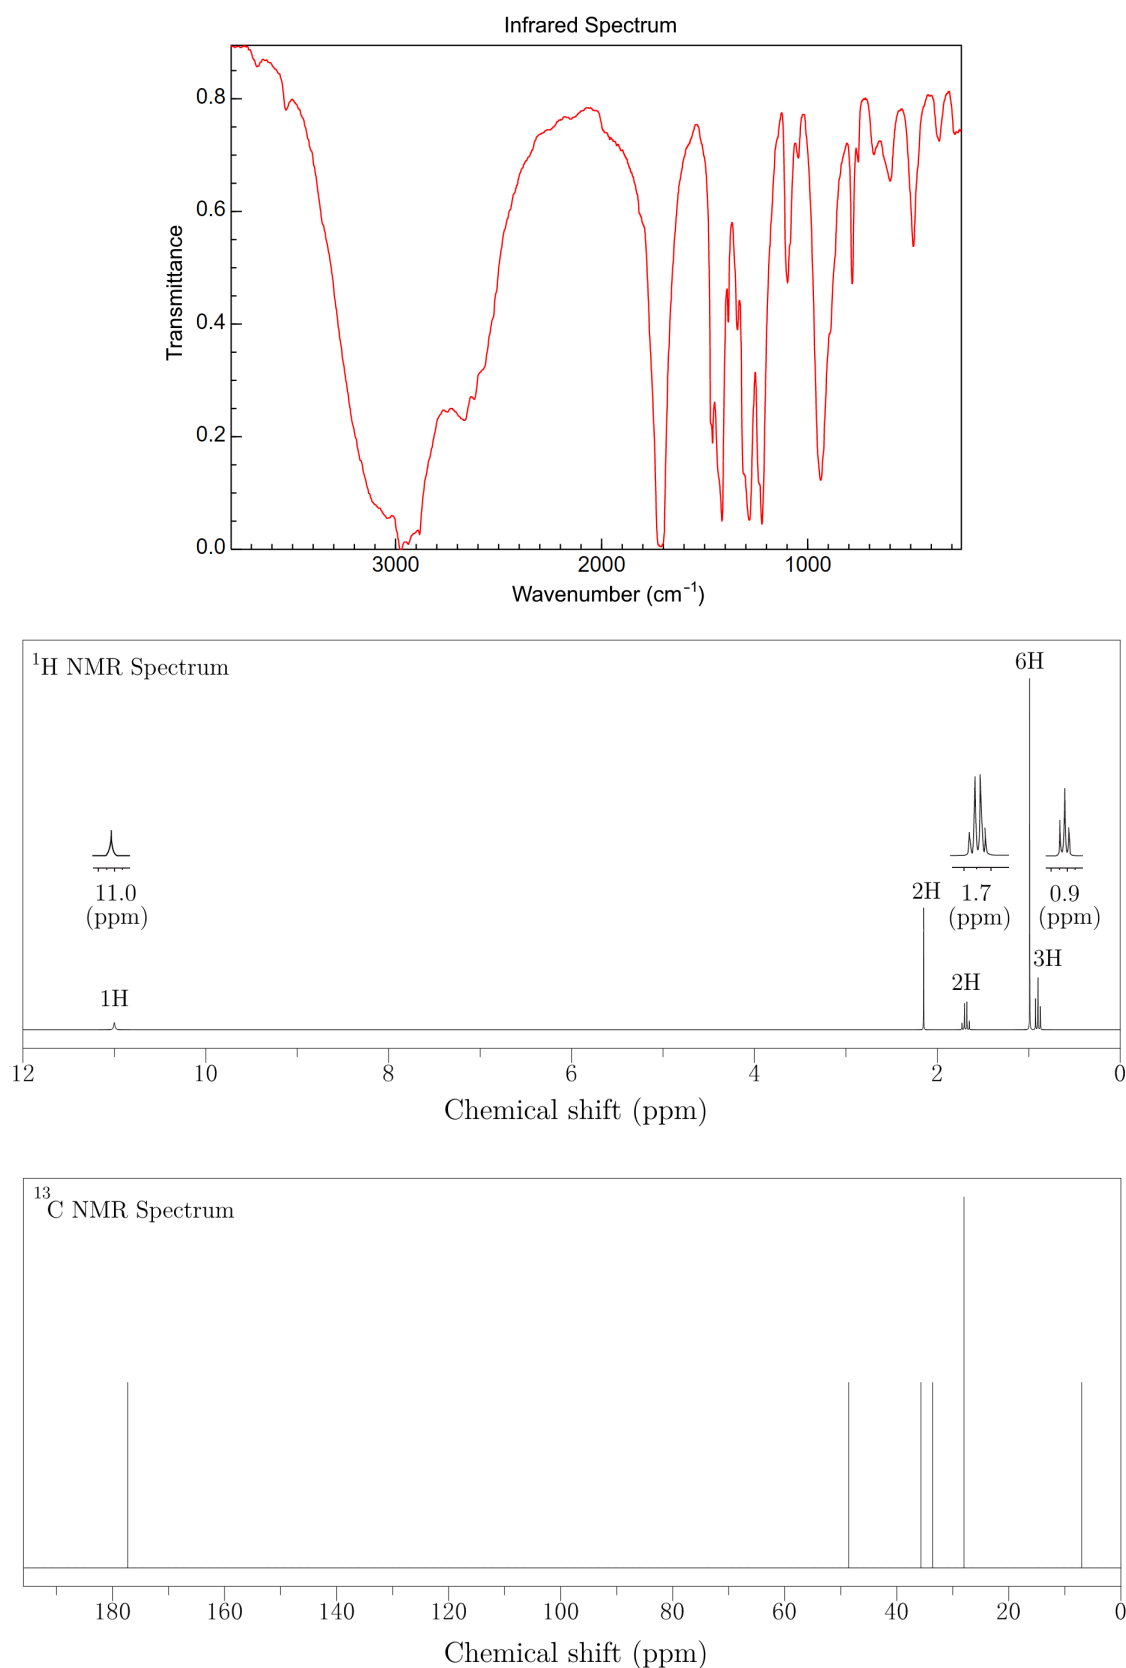 Infrared Spectrum
0.8
0.6
0.4
0.2
0.0
Transmittance
3000 2000 1000
Wavenumber (cm⁻¹)
¹H NMR Spectrum
6H
11.0
(ppm)
1H
2H
1.7
(ppm)
2H
0.9
(ppm)
3H
12 10 8 6 4 2 0
Chemical shift (ppm)
¹³C NMR Spectrum
180 160 140 120 100 80 60 40 20 0
Chemical shift (ppm)